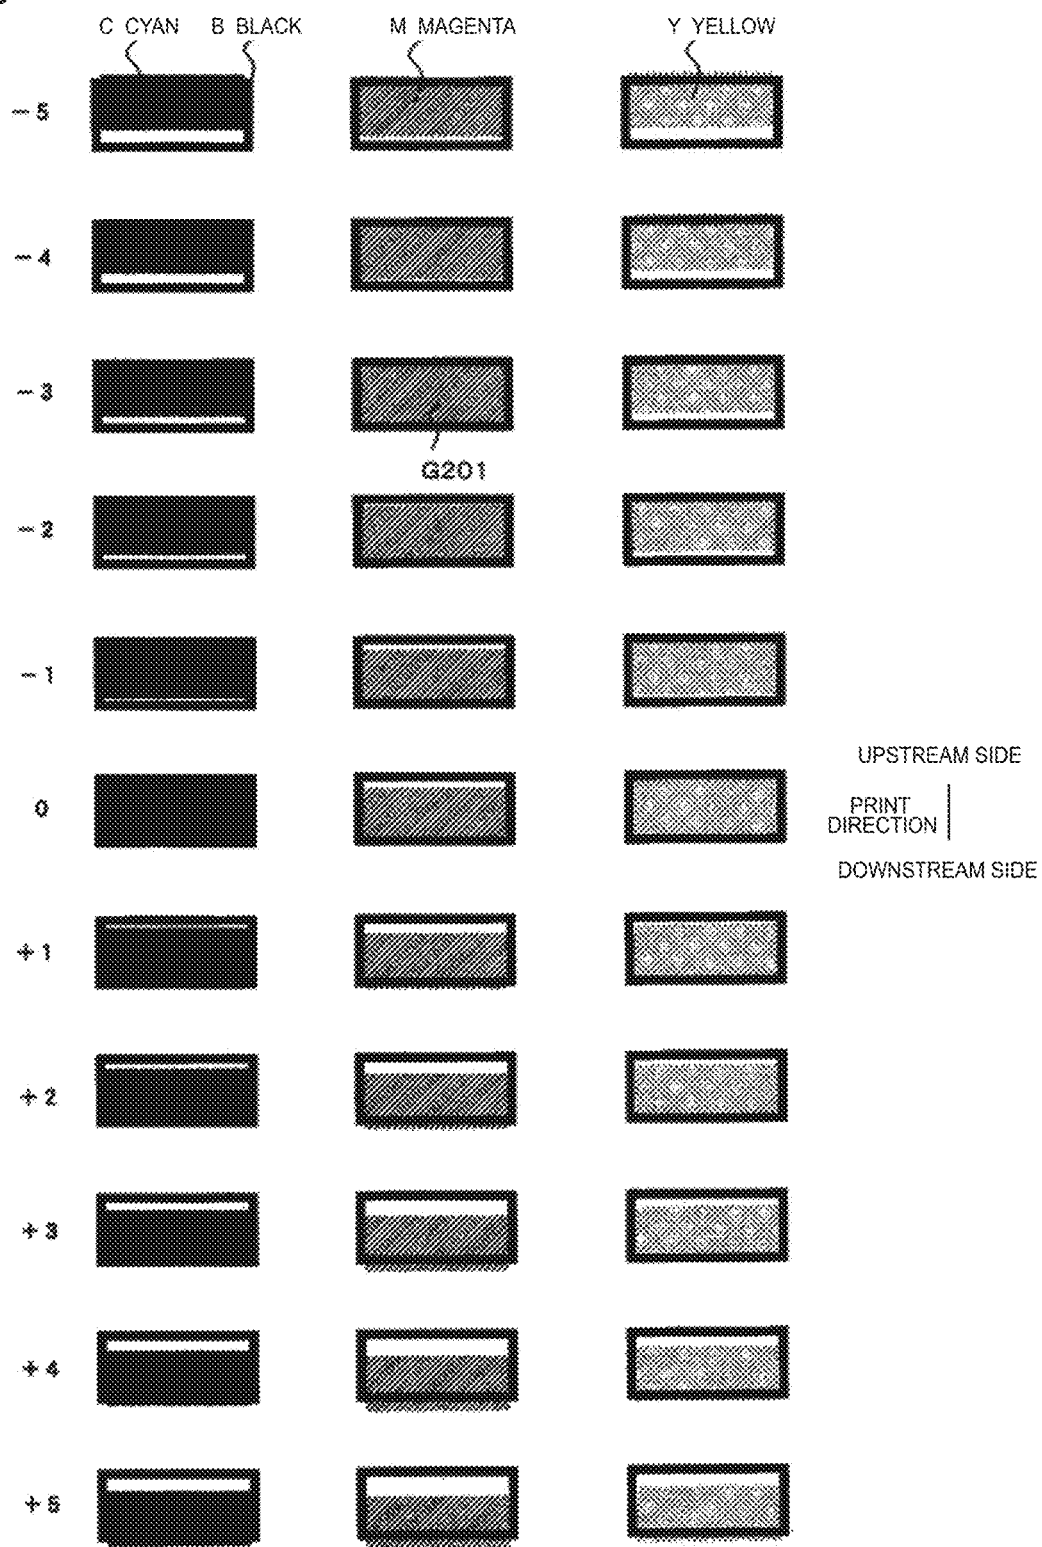 C CYAN B BLACK M MAGENTA Y YELLOW
− 5
− 4
− 3
G201
− 2
− 1
UPSTREAM SIDE
0
PRINT
DIRECTION
DOWNSTREAM SIDE
+ 1
+ 2
+ 3
+ 4
+ 5